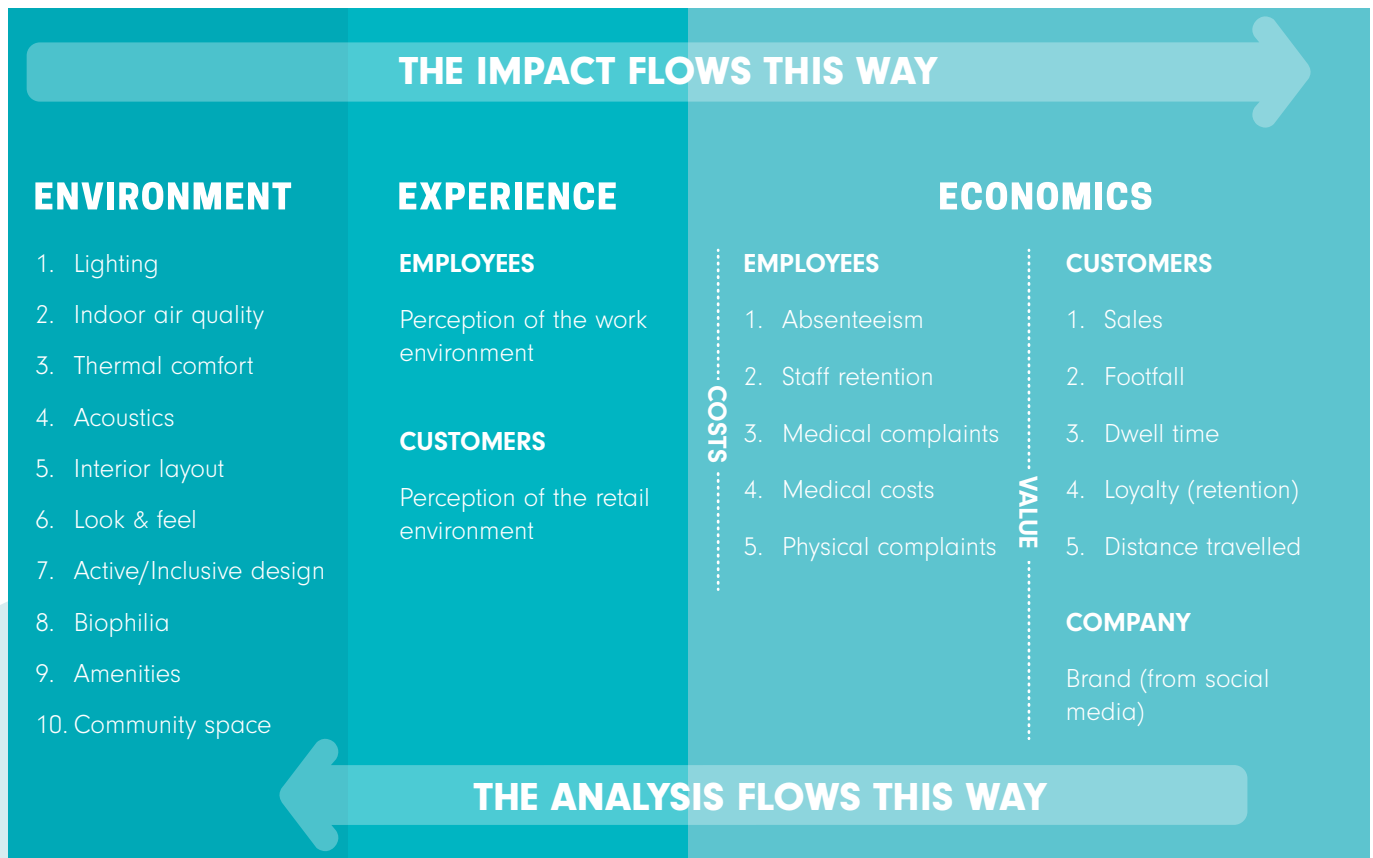 THE IMPACT FLOWS THIS WAY
ENVIRONMENT
1. Lighting
2. Indoor air quality
3. Thermal comfort
4. Acoustics
5. Interior layout
6. Look & feel
7. Active/Inclusive design
8. Biophilia
9. Amenities
10. Community space
EXPERIENCE
EMPLOYEES
Perception of the work
environment
CUSTOMERS
Perception of the retail
environment
ECONOMICS
COSTS
EMPLOYEES
1. Absenteeism
2. Staff retention
3. Medical complaints
4. Medical costs
5. Physical complaints
VALUE
CUSTOMERS
1. Sales
2. Footfall
3. Dwell time
4. Loyalty (retention)
5. Distance travelled
COMPANY
Brand (from social
media)
THE ANALYSIS FLOWS THIS WAY